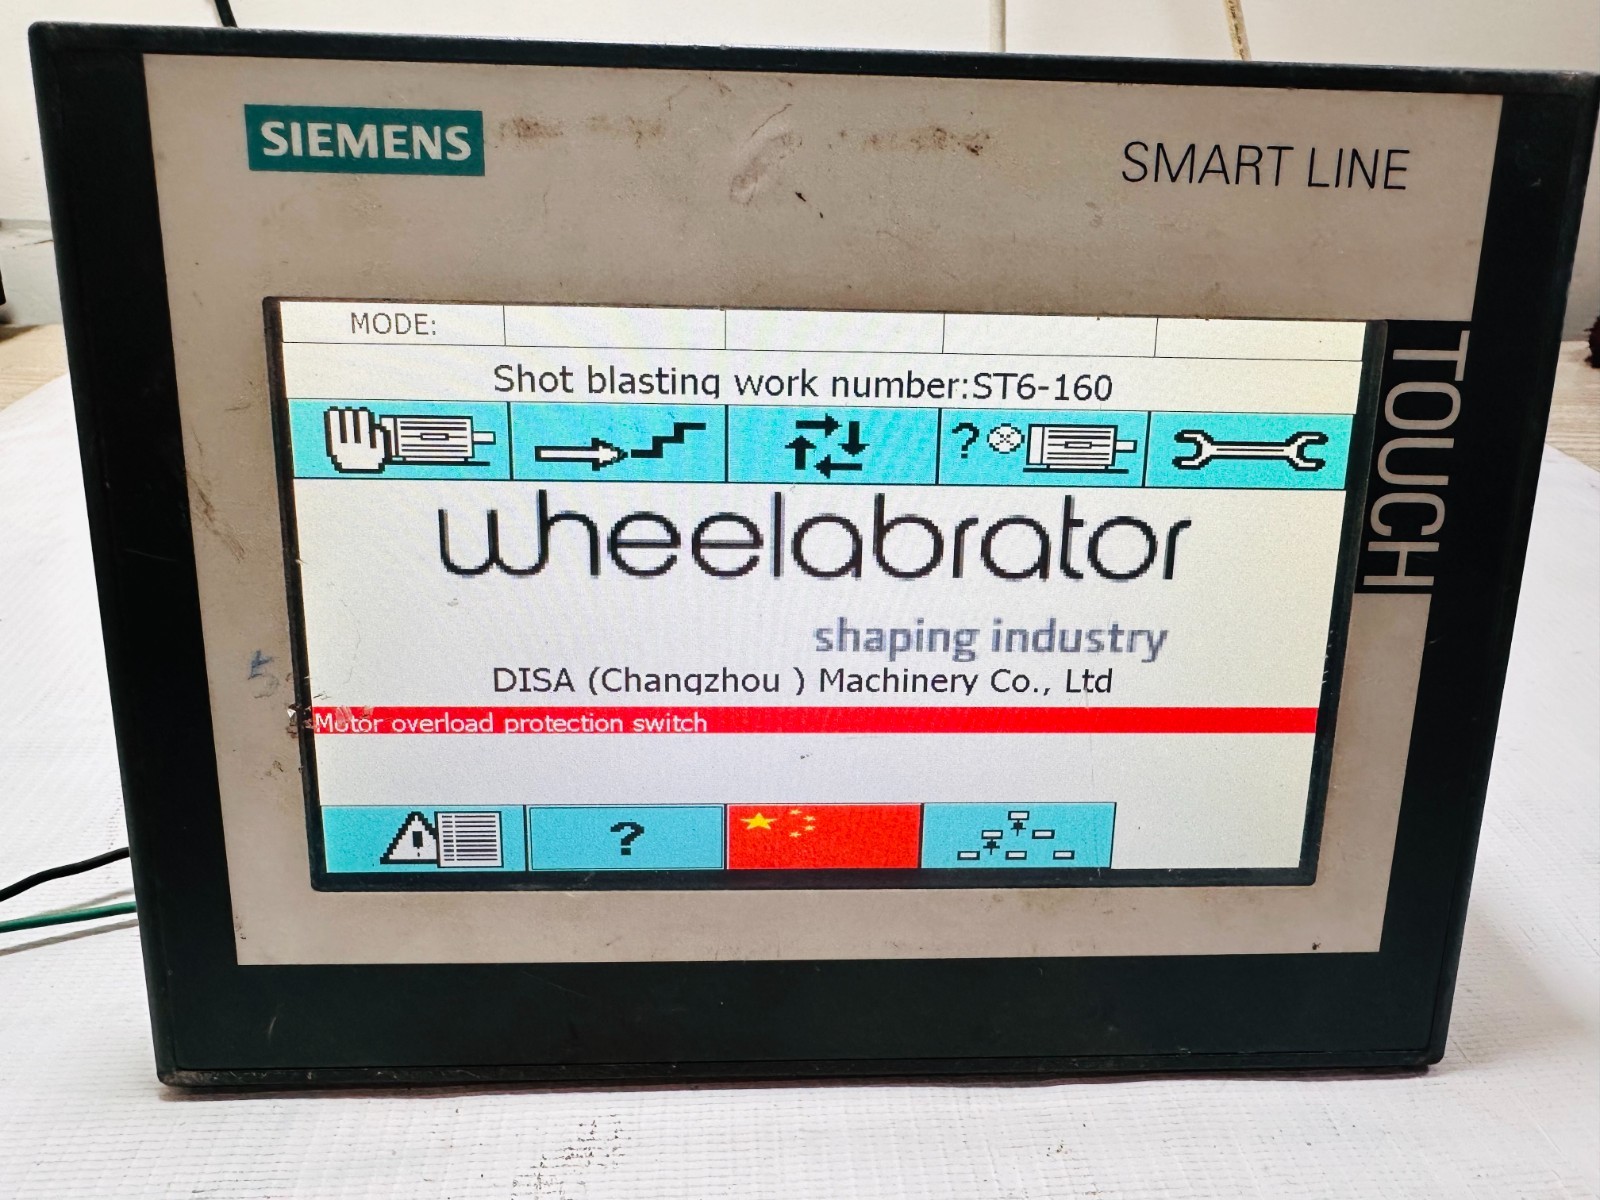 SIEMENS
SMART LINE
TOUCH
MODE:
Shot blasting work number:ST6-160
?
wheelabrator
shaping industry
DISA (Changzhou ) Machinery Co., Ltd
Motor overload protection switch
?
5